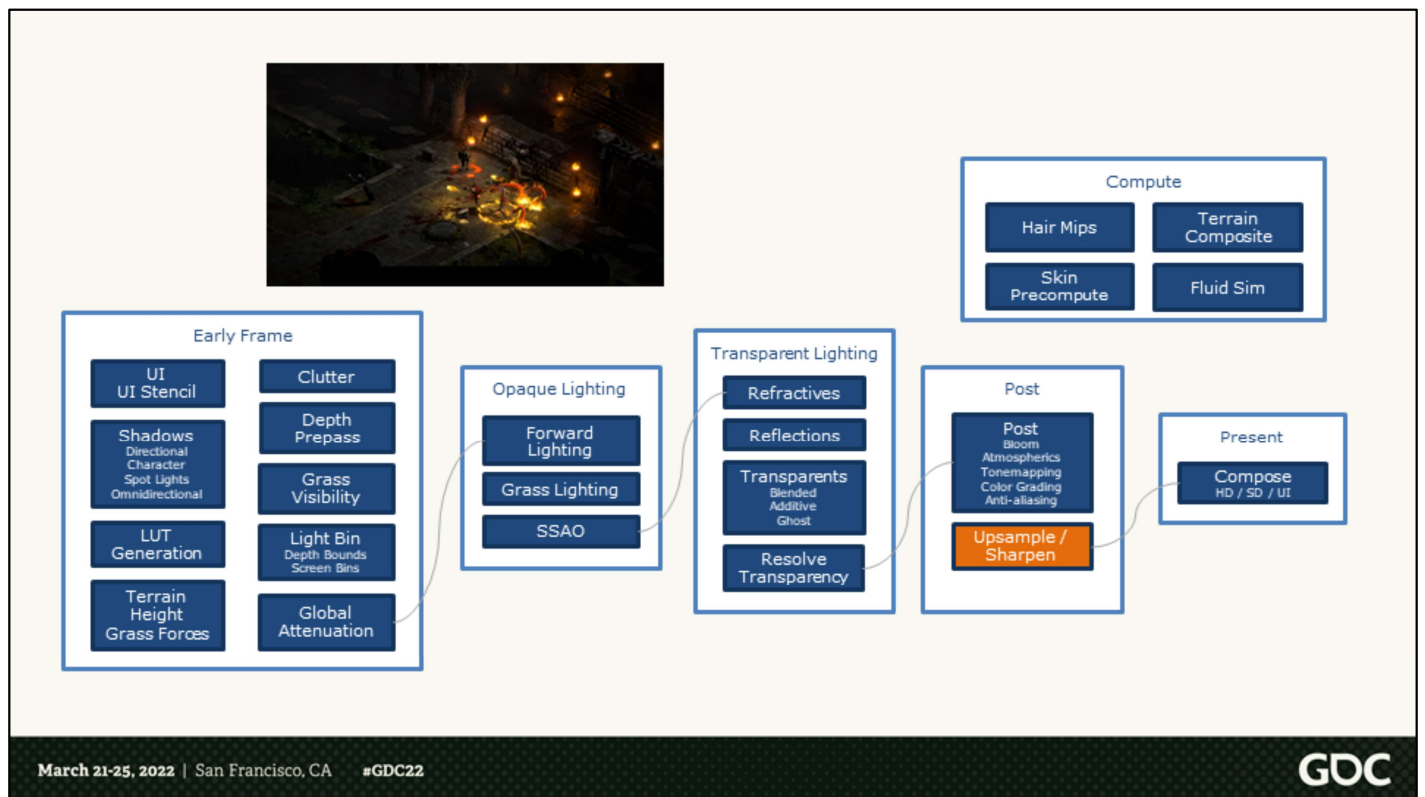 Compute
Hair Mips
Terrain
Composite
Skin
Precompute
Fluid Sim
Early Frame
UI
UI Stencil
Shadows
Directional
Character
Spot Lights
Omnidirectional
LUT
Generation
Terrain
Height
Grass Forces
Clutter
Depth
Prepass
Grass
Visibility
Light Bin
Depth Bounds
Screen Bins
Global
Attenuation
Opaque Lighting
Forward
Lighting
Grass Lighting
SSAO
Transparent Lighting
Refractives
Reflections
Transparents
Blended
Additive
Ghost
Resolve
Transparency
Post
Post
Bloom
Atmospherics
Tonemapping
Color Grading
Anti-aliasing
Upsample /
Sharpen
Present
Compose
HD / SD / UI
March 21-25, 2022 | San Francisco, CA #GDC22
GDC